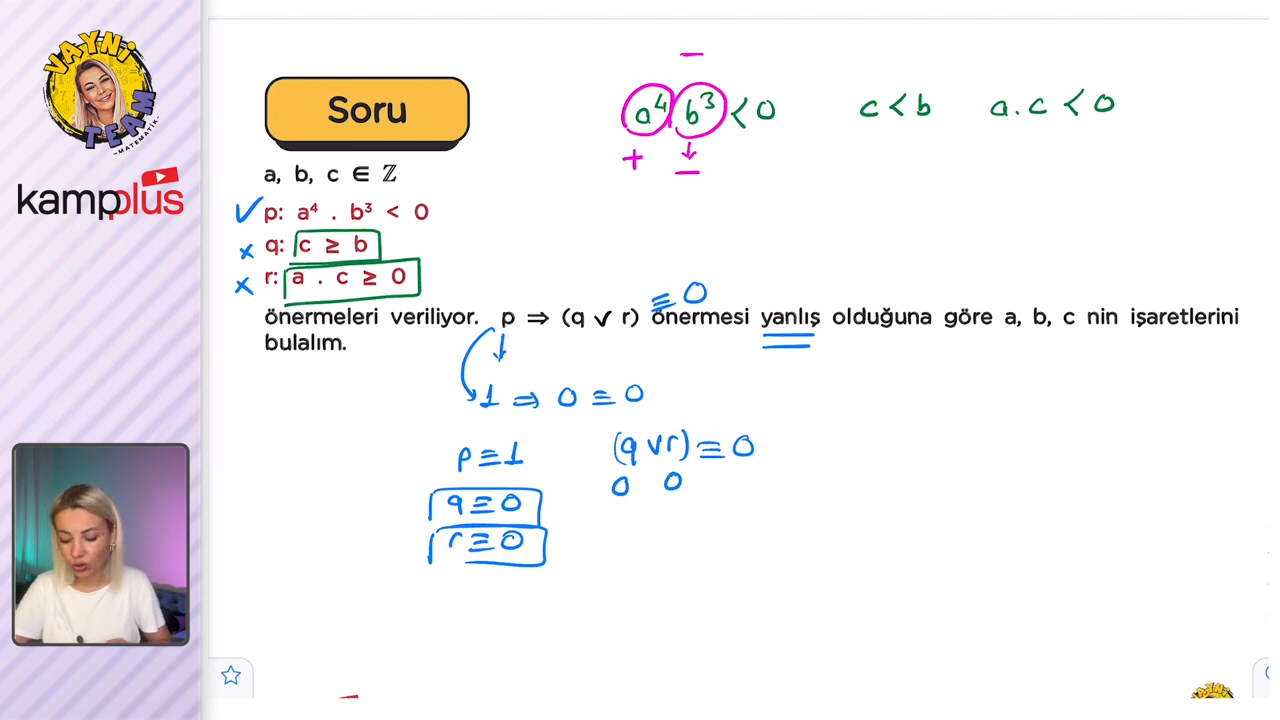 VAYNİ
TEAM
-MATEMATİK-
kampplus
Soru
a⁴ b³ < 0
c < b
a . c < 0
−
+
−
a, b, c ∈ ℤ
p: a⁴ . b³ < 0
q: c ≥ b
r: a . c ≥ 0
≡ 0
önermeleri veriliyor. p ⇒ (q ∨ r) önermesi yanlış olduğuna göre a, b, c nin işaretlerini
bulalım.
1 ⇒ 0 ≡ 0
p ≡ 1
(q ∨ r) ≡ 0
0 0
q ≡ 0
r ≡ 0